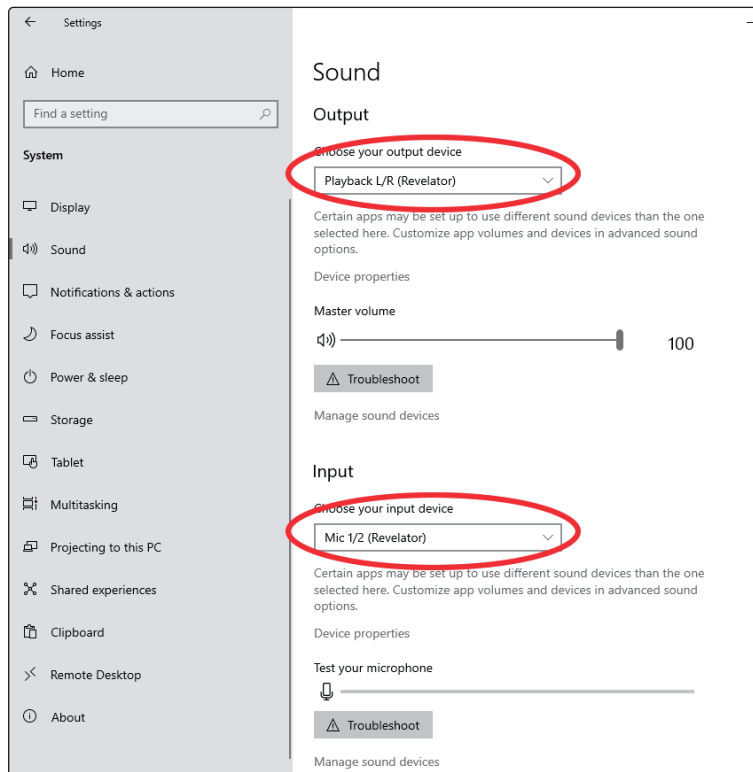 Settings
Home
Find a setting
System
Display
Sound
Notifications & actions
Focus assist
Power & sleep
Storage
Tablet
Multitasking
Projecting to this PC
Shared experiences
Clipboard
Remote Desktop
About
Sound
Output
Choose your output device
Playback L/R (Revelator)
Certain apps may be set up to use different sound devices than the one
selected here. Customize app volumes and devices in advanced sound
options.
Device properties
Master volume
100
Troubleshoot
Manage sound devices
Input
Choose your input device
Mic 1/2 (Revelator)
Certain apps may be set up to use different sound devices than the one
selected here. Customize app volumes and devices in advanced sound
options.
Device properties
Test your microphone
Troubleshoot
Manage sound devices